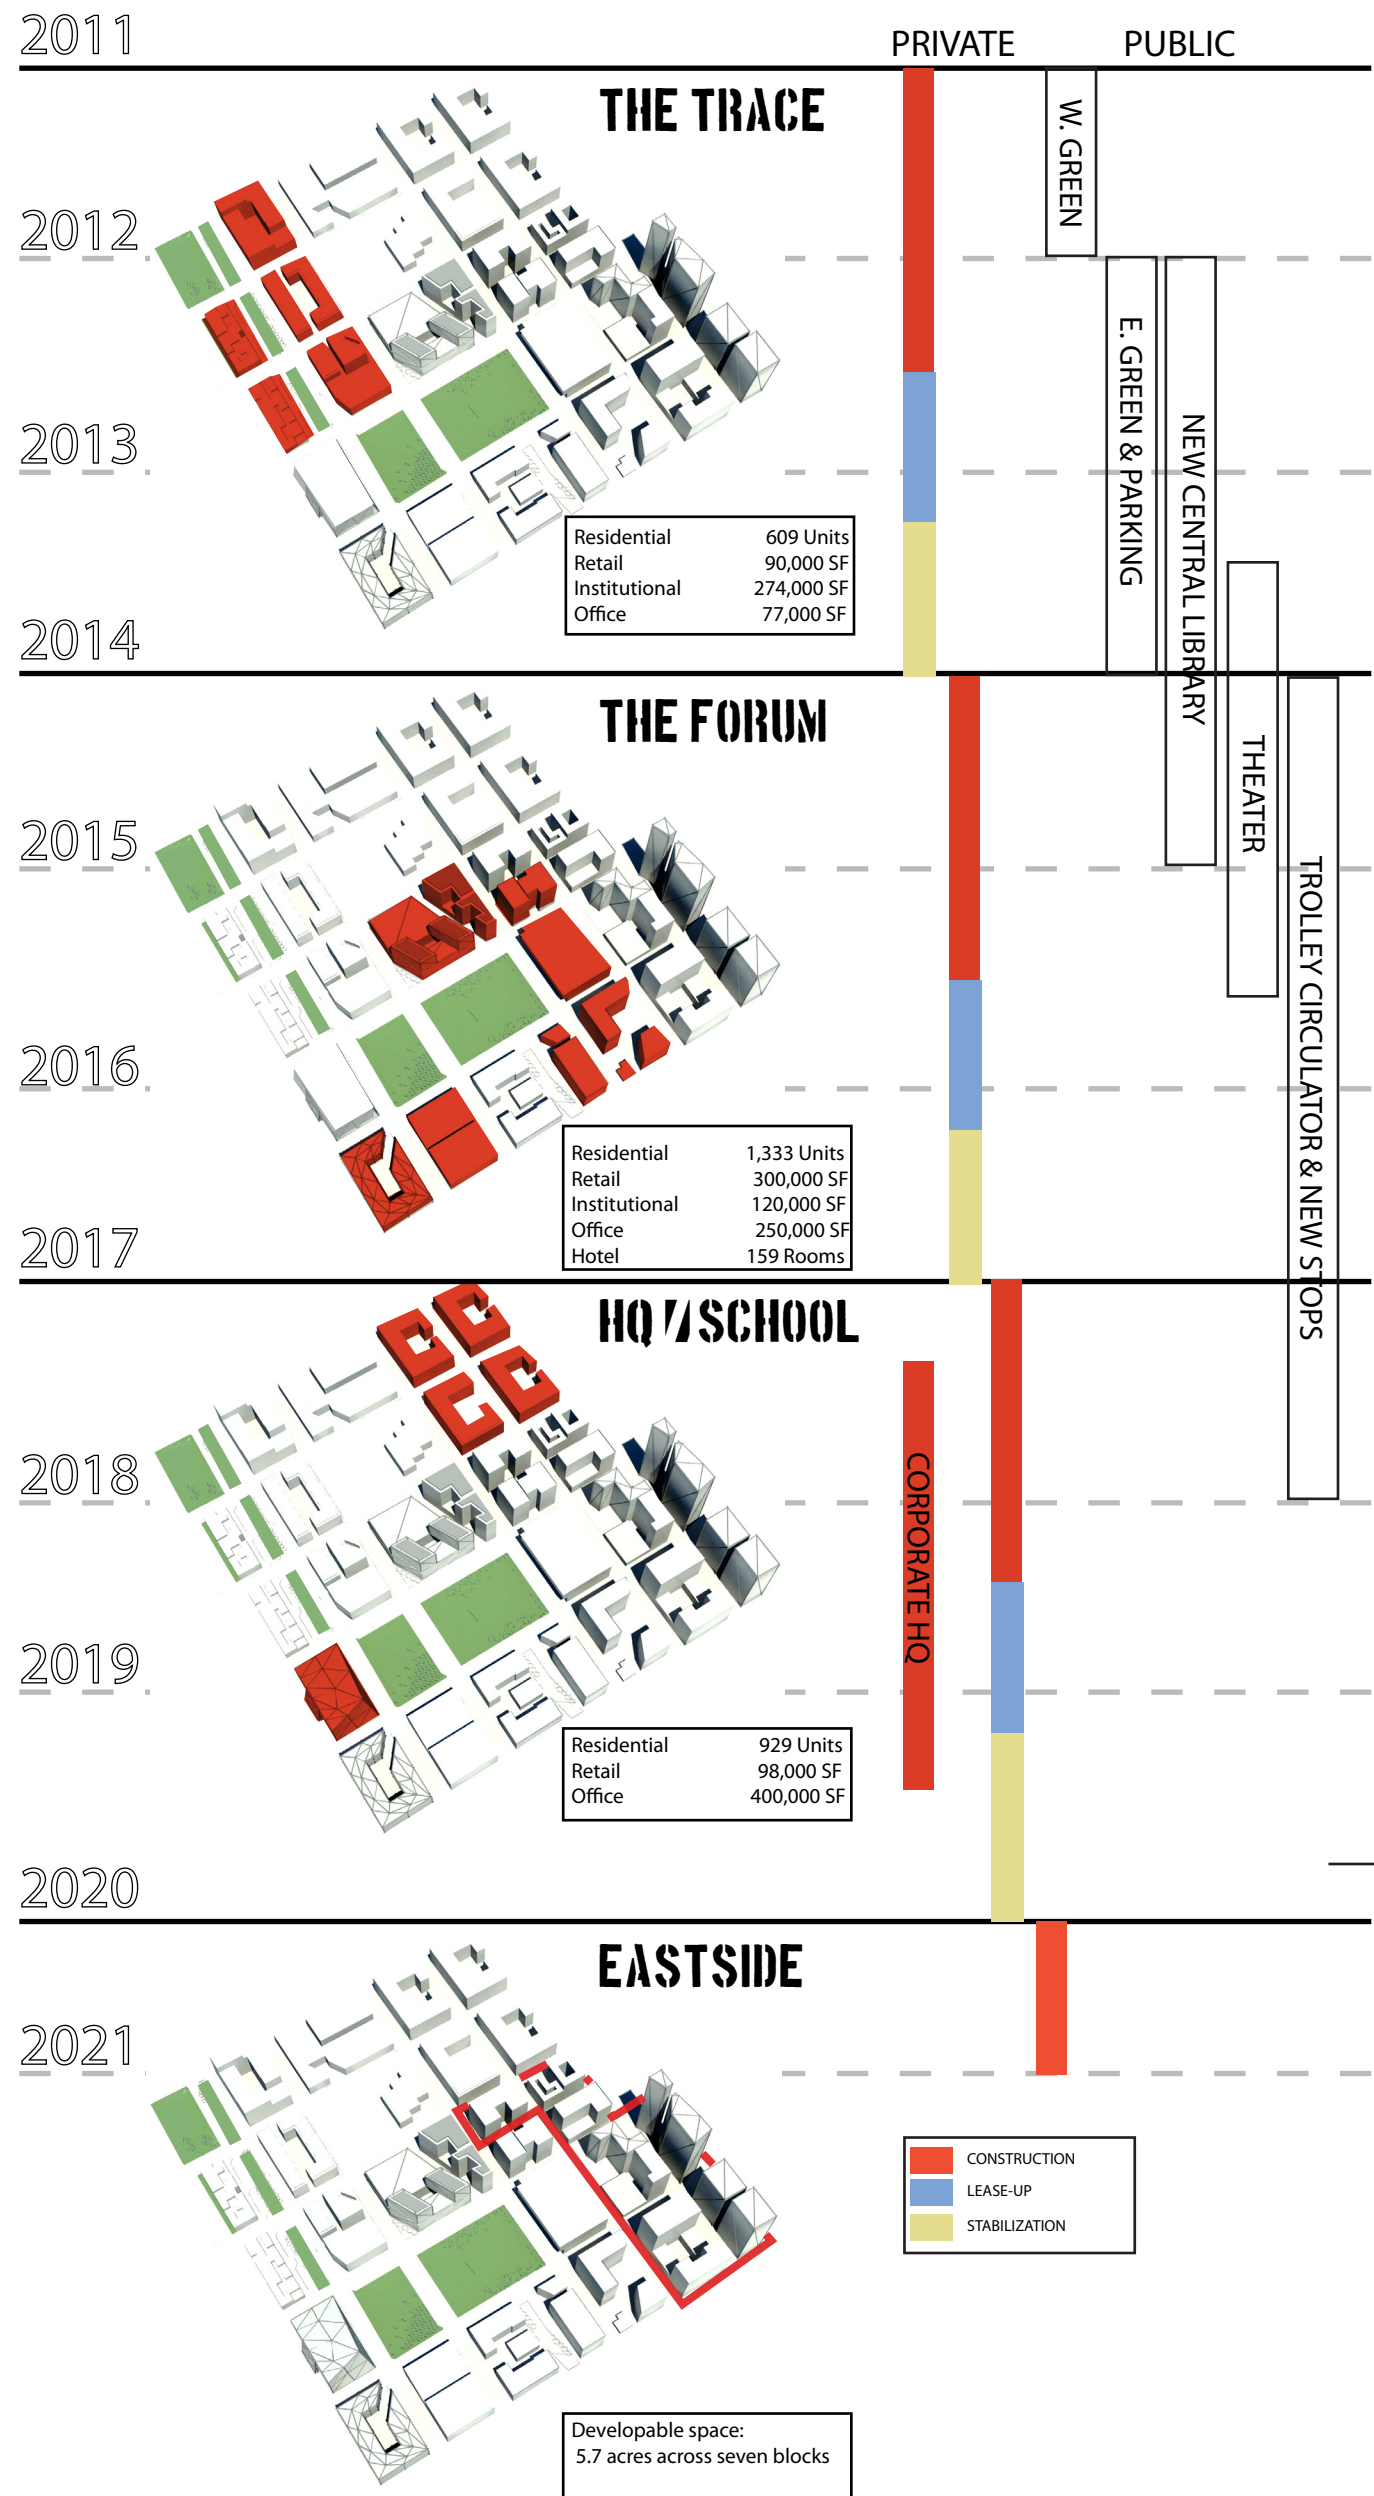 2011
PRIVATE
PUBLIC
THE TRACE
W. GREEN
2012
E. GREEN & PARKING
NEW CENTRAL LIBRARY
2013
Residential 609 Units
Retail 90,000 SF
Institutional 274,000 SF
Office 77,000 SF
THEATER
2014
THE FORUM
TROLLEY CIRCULATOR & NEW STOPS
2015
2016
Residential 1,333 Units
Retail 300,000 SF
Institutional 120,000 SF
Office 250,000 SF
Hotel 159 Rooms
2017
HQ / SCHOOL
CORPORATE HQ
2018
2019
Residential 929 Units
Retail 98,000 SF
Office 400,000 SF
2020
EASTSIDE
2021
CONSTRUCTION
LEASE-UP
STABILIZATION
Developable space:
5.7 acres across seven blocks